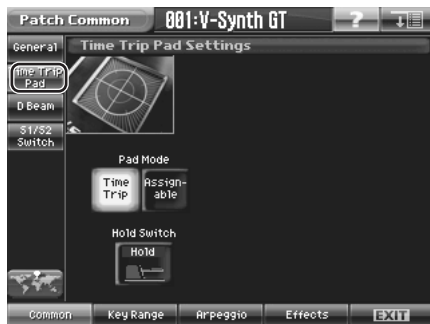 Patch Common
001:V-Synth GT
?
General
Time Trip Pad Settings
Time Trip
Pad
D Beam
S1/S2
Switch
Pad Mode
Time
Trip
Assign-
able
Hold Switch
Hold
Common
Key Range
Arpeggio
Effects
EXIT